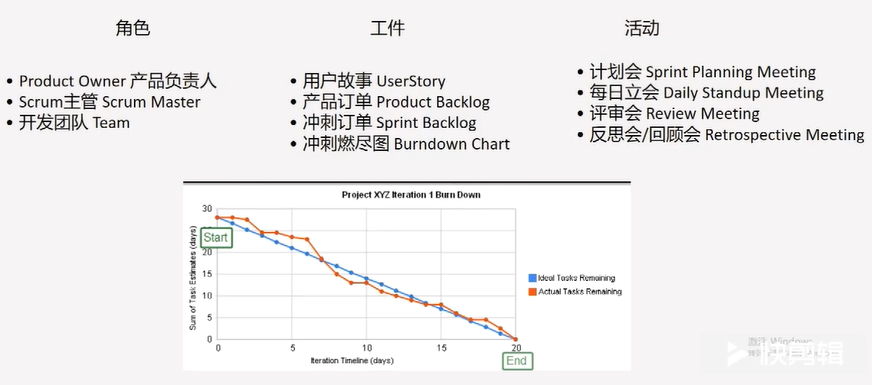 角色
工件
活动
Product Owner 产品负责人
Scrum主管 Scrum Master
开发团队 Team
用户故事 UserStory
产品订单 Product Backlog
冲刺订单 Sprint Backlog
冲刺燃尽图 Burndown Chart
计划会 Sprint Planning Meeting
每日立会 Daily Standup Meeting
评审会 Review Meeting
反思会/回顾会 Retrospective Meeting
Project XYZ Iteration 1 Burn Down
Sum of Task Estimates (days)
30
20
15
10
5
0
Start
Ideal Tasks Remaining
Actual Tasks Remaining
0
5
10
15
20
Iteration Timeline (days)
End
激活 Windows
快剪辑